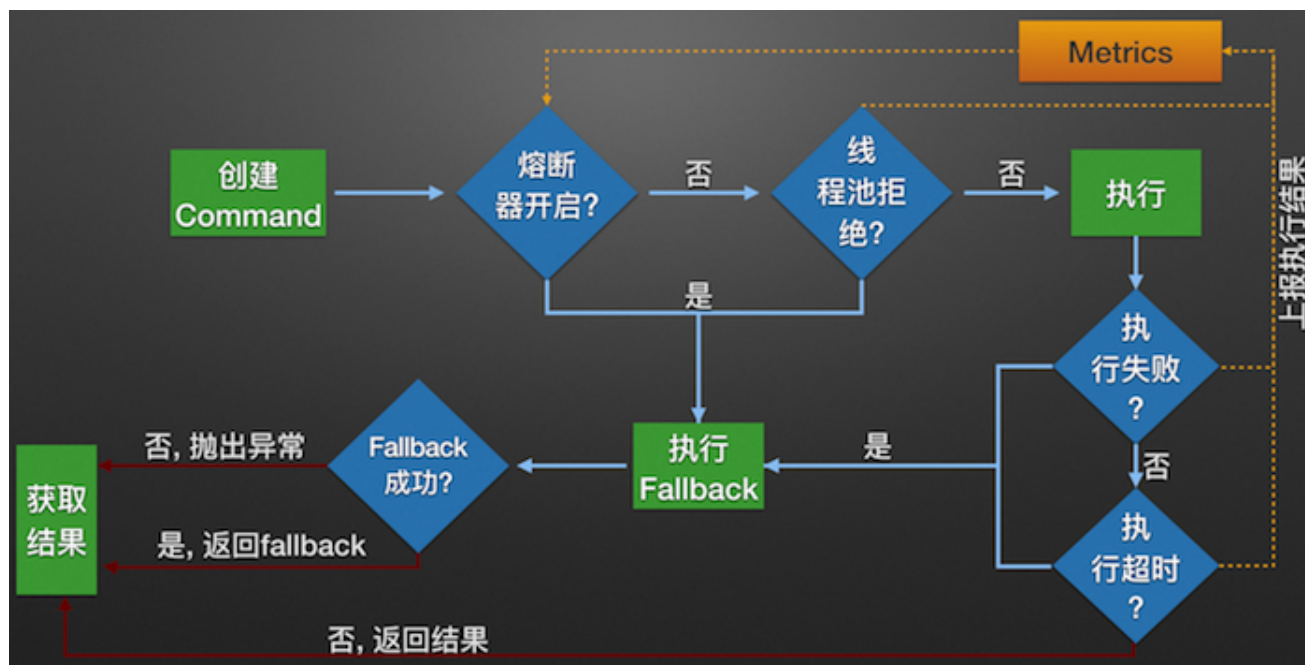 Metrics
创建
Command
熔断
器开启?
否
线
程池拒
绝?
否
执行
上报执行结果
是
执
行失败
?
否, 抛出异常
Fallback
成功?
执行
Fallback
是
否
获取
结果
是, 返回fallback
执
行超时
?
否, 返回结果